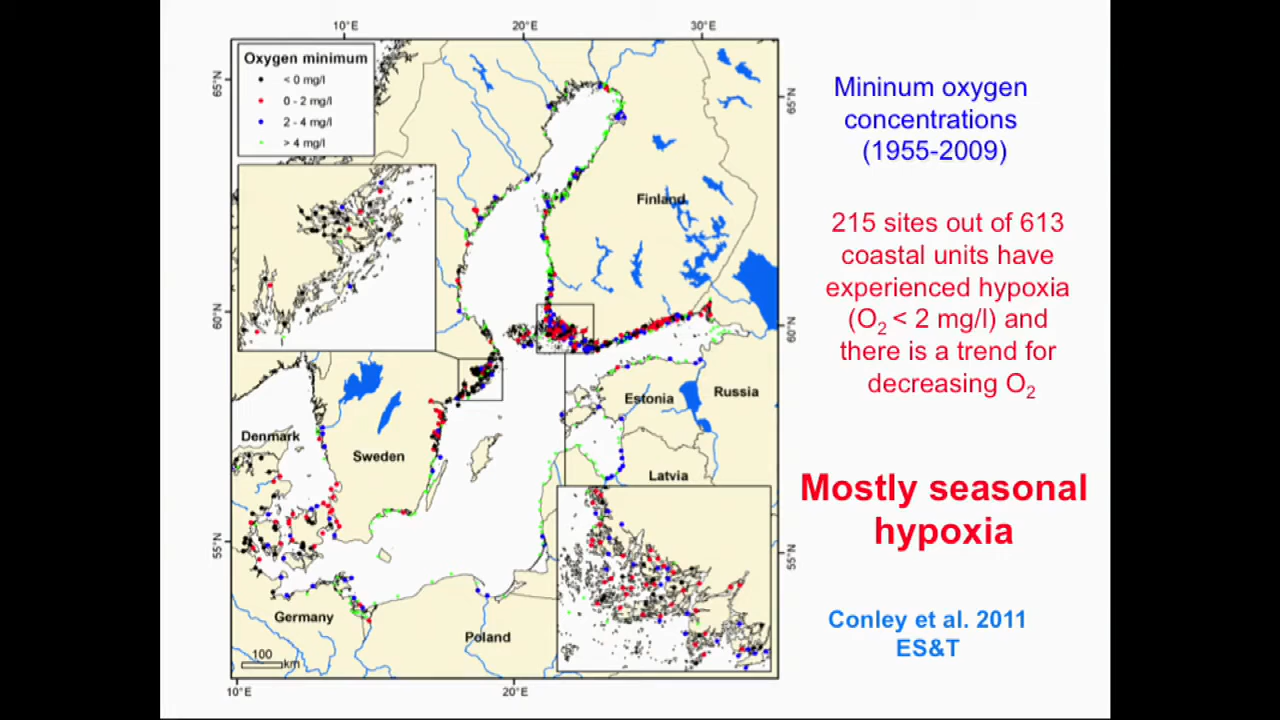 10°E 20°E 30°E
Oxygen minimum
< 0 mg/l
0 - 2 mg/l
2 - 4 mg/l
> 4 mg/l
65°N
65°N
Finland
60°N
60°N
Estonia
Russia
Denmark
Sweden
Latvia
55°N
55°N
Germany
Poland
100
km
10°E 20°E
Mininum oxygen
concentrations
(1955-2009)
215 sites out of 613
coastal units have
experienced hypoxia
(O2 < 2 mg/l) and
there is a trend for
decreasing O2
Mostly seasonal
hypoxia
Conley et al. 2011
ES&T